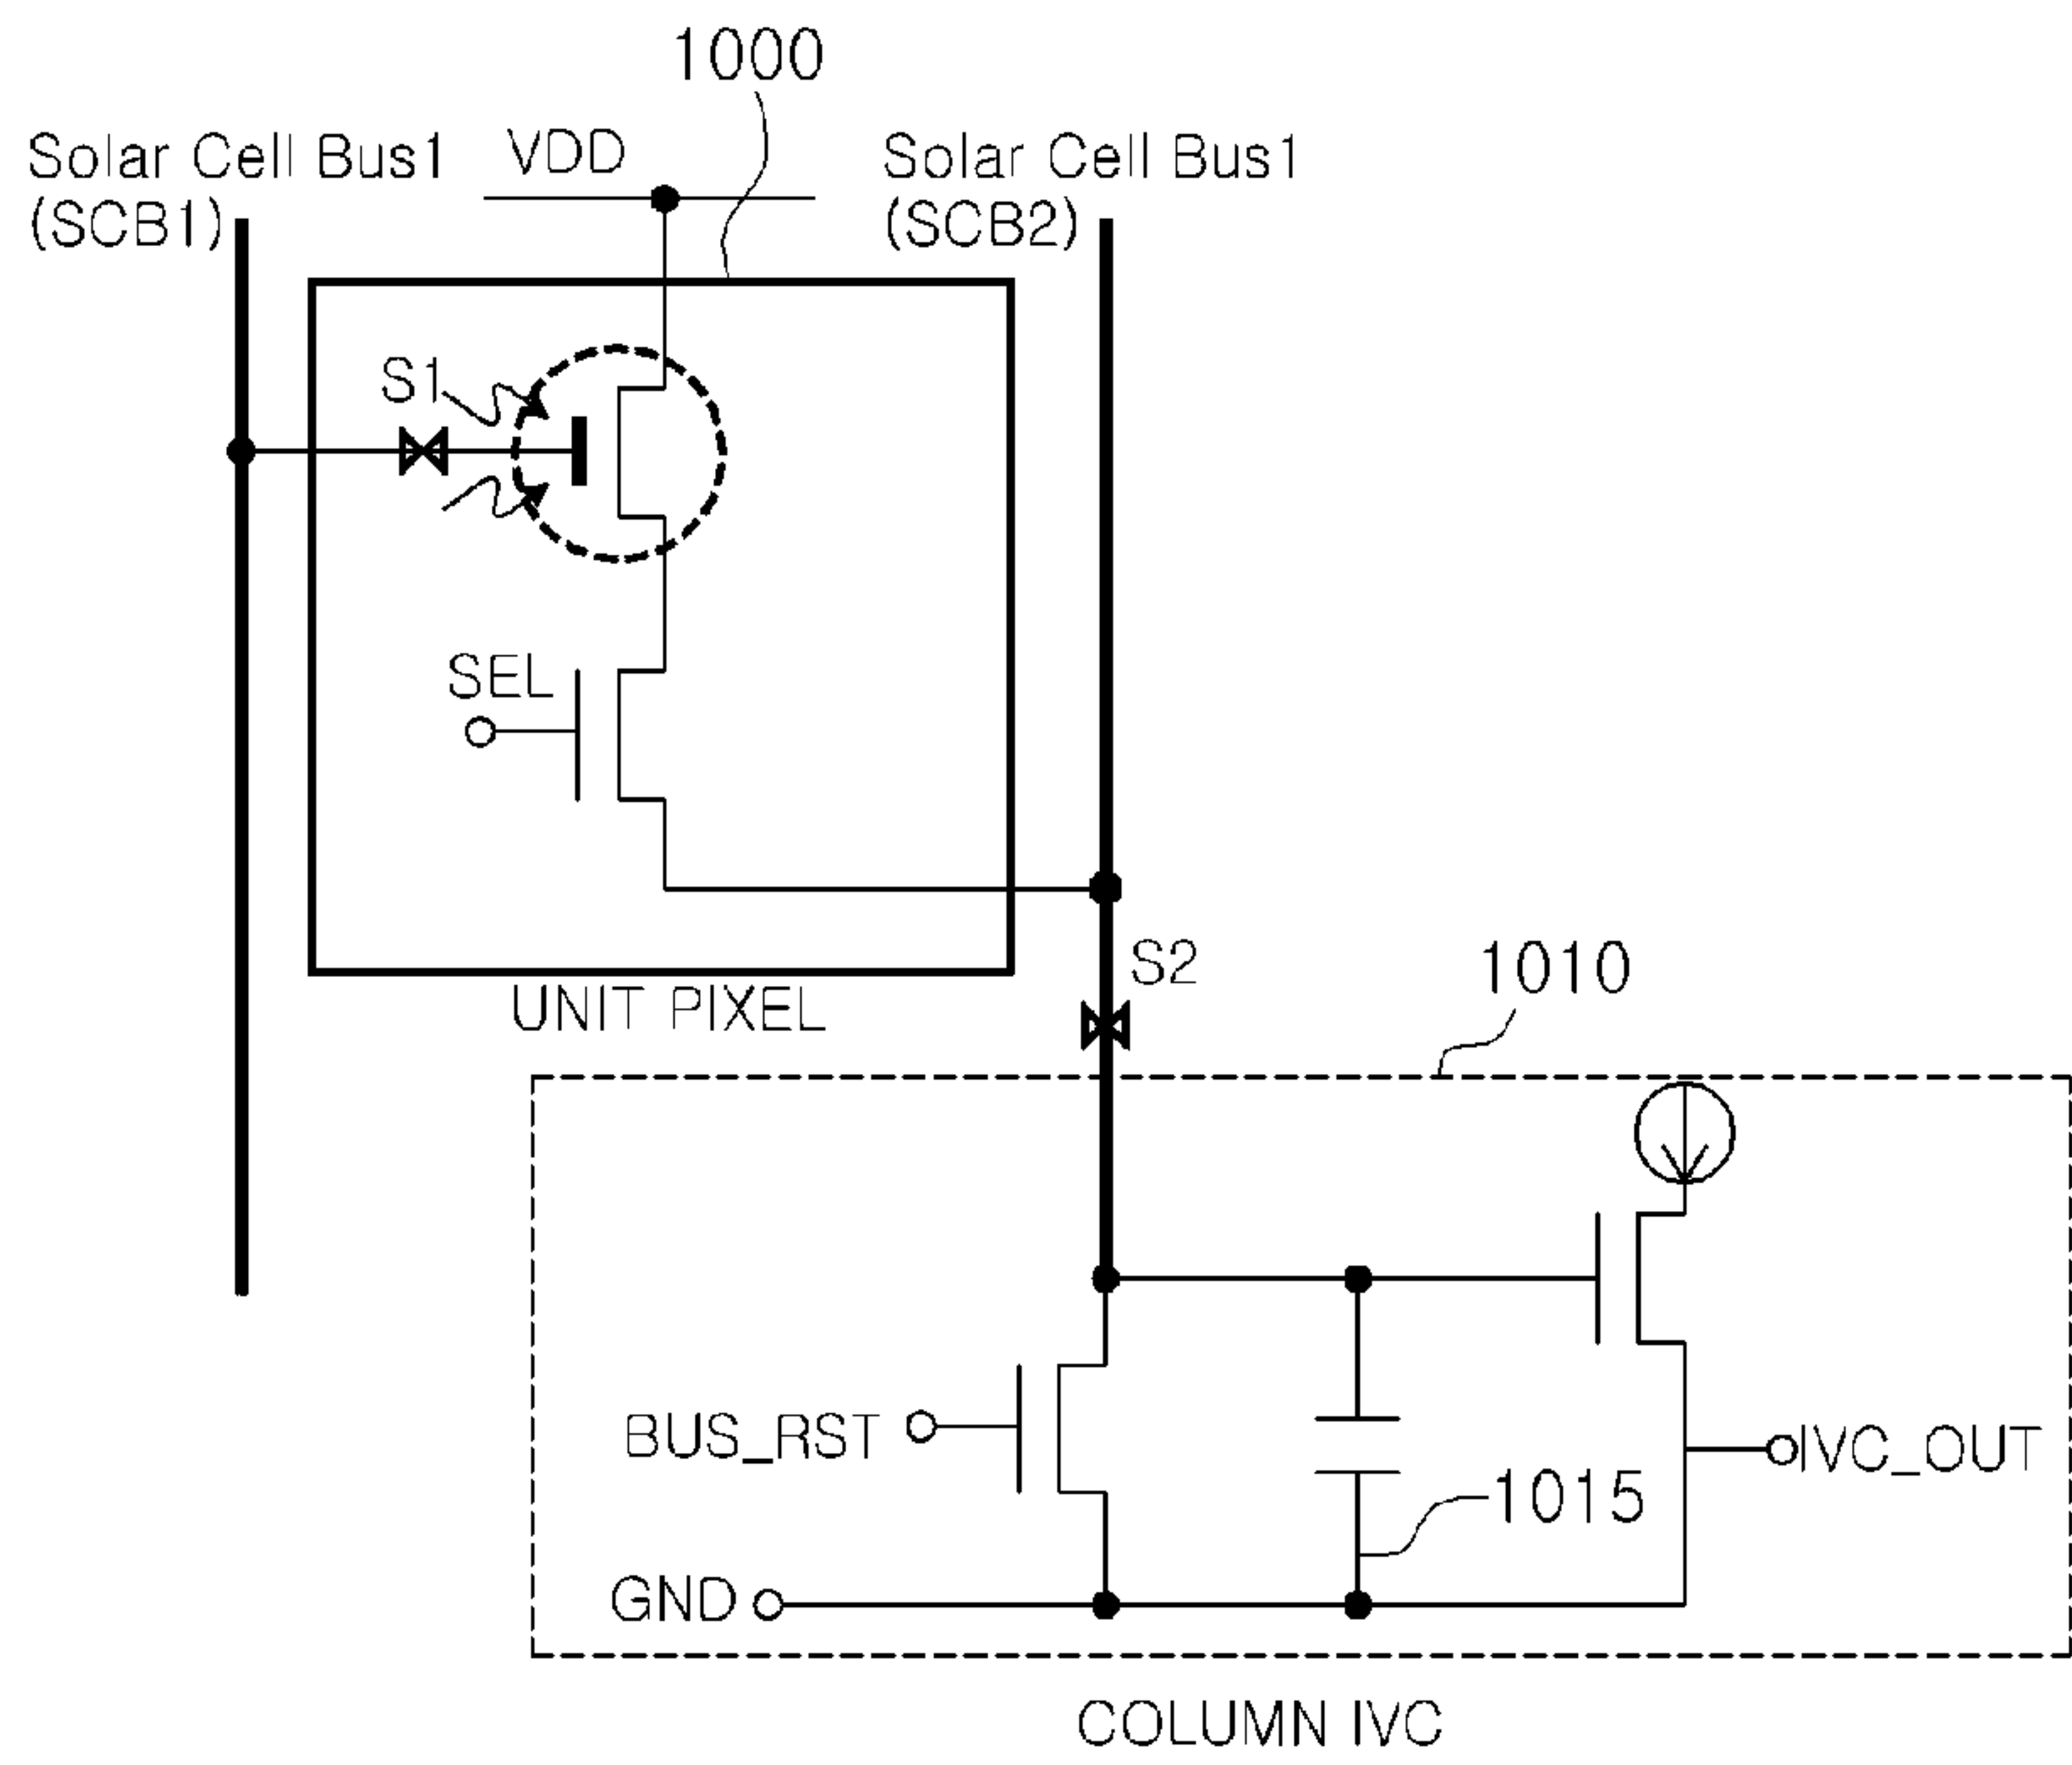 1000
Solar Cell Bus1
(SCB1)
VDD
Solar Cell Bus1
(SCB2)
S1
SEL
UNIT PIXEL
S2
1010
BUS_RST
IVC_OUT
1015
GND
COLUMN IVC